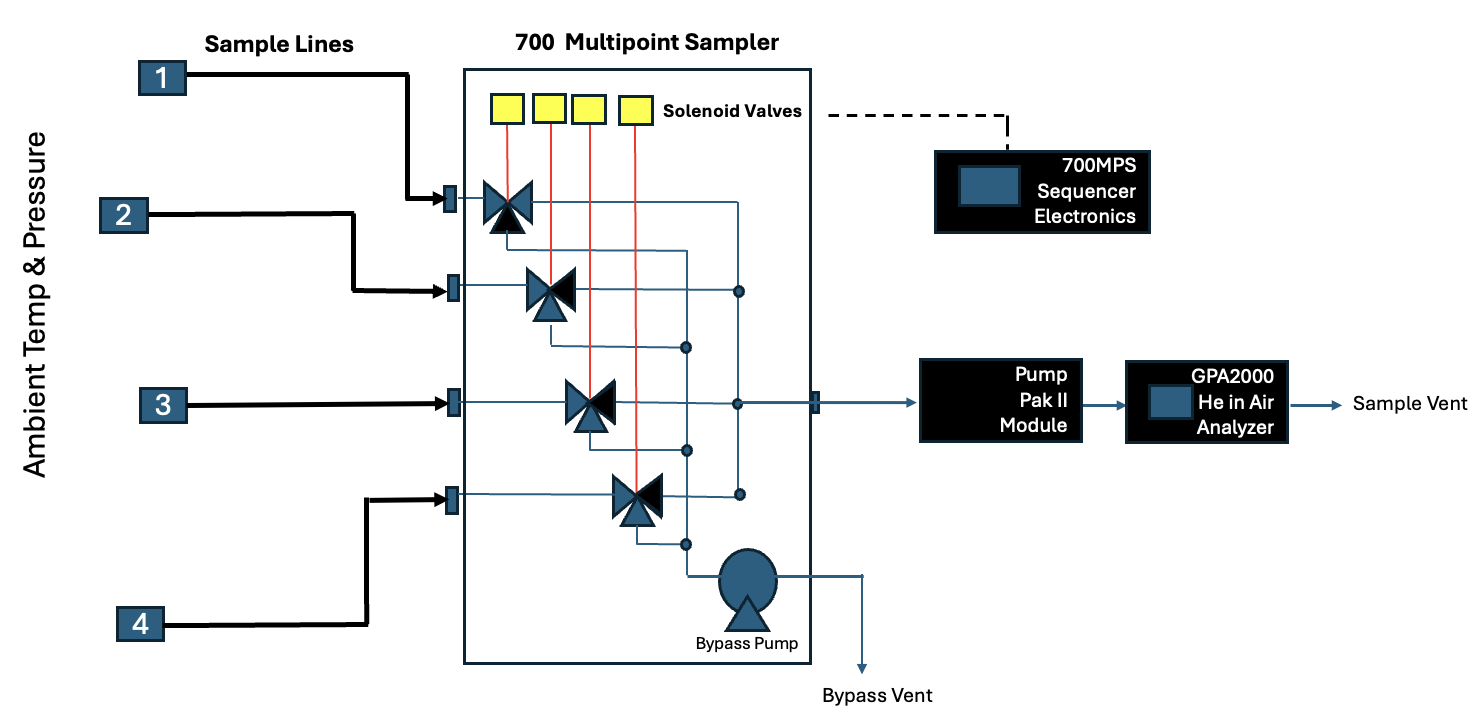 Sample Lines
700 Multipoint Sampler
1
Solenoid Valves
700MPS
Sequencer
Electronics
Ambient Temp & Pressure
2
3
Pump
Pak II
Module
GPA2000
He in Air
Analyzer
Sample Vent
4
Bypass Pump
Bypass Vent